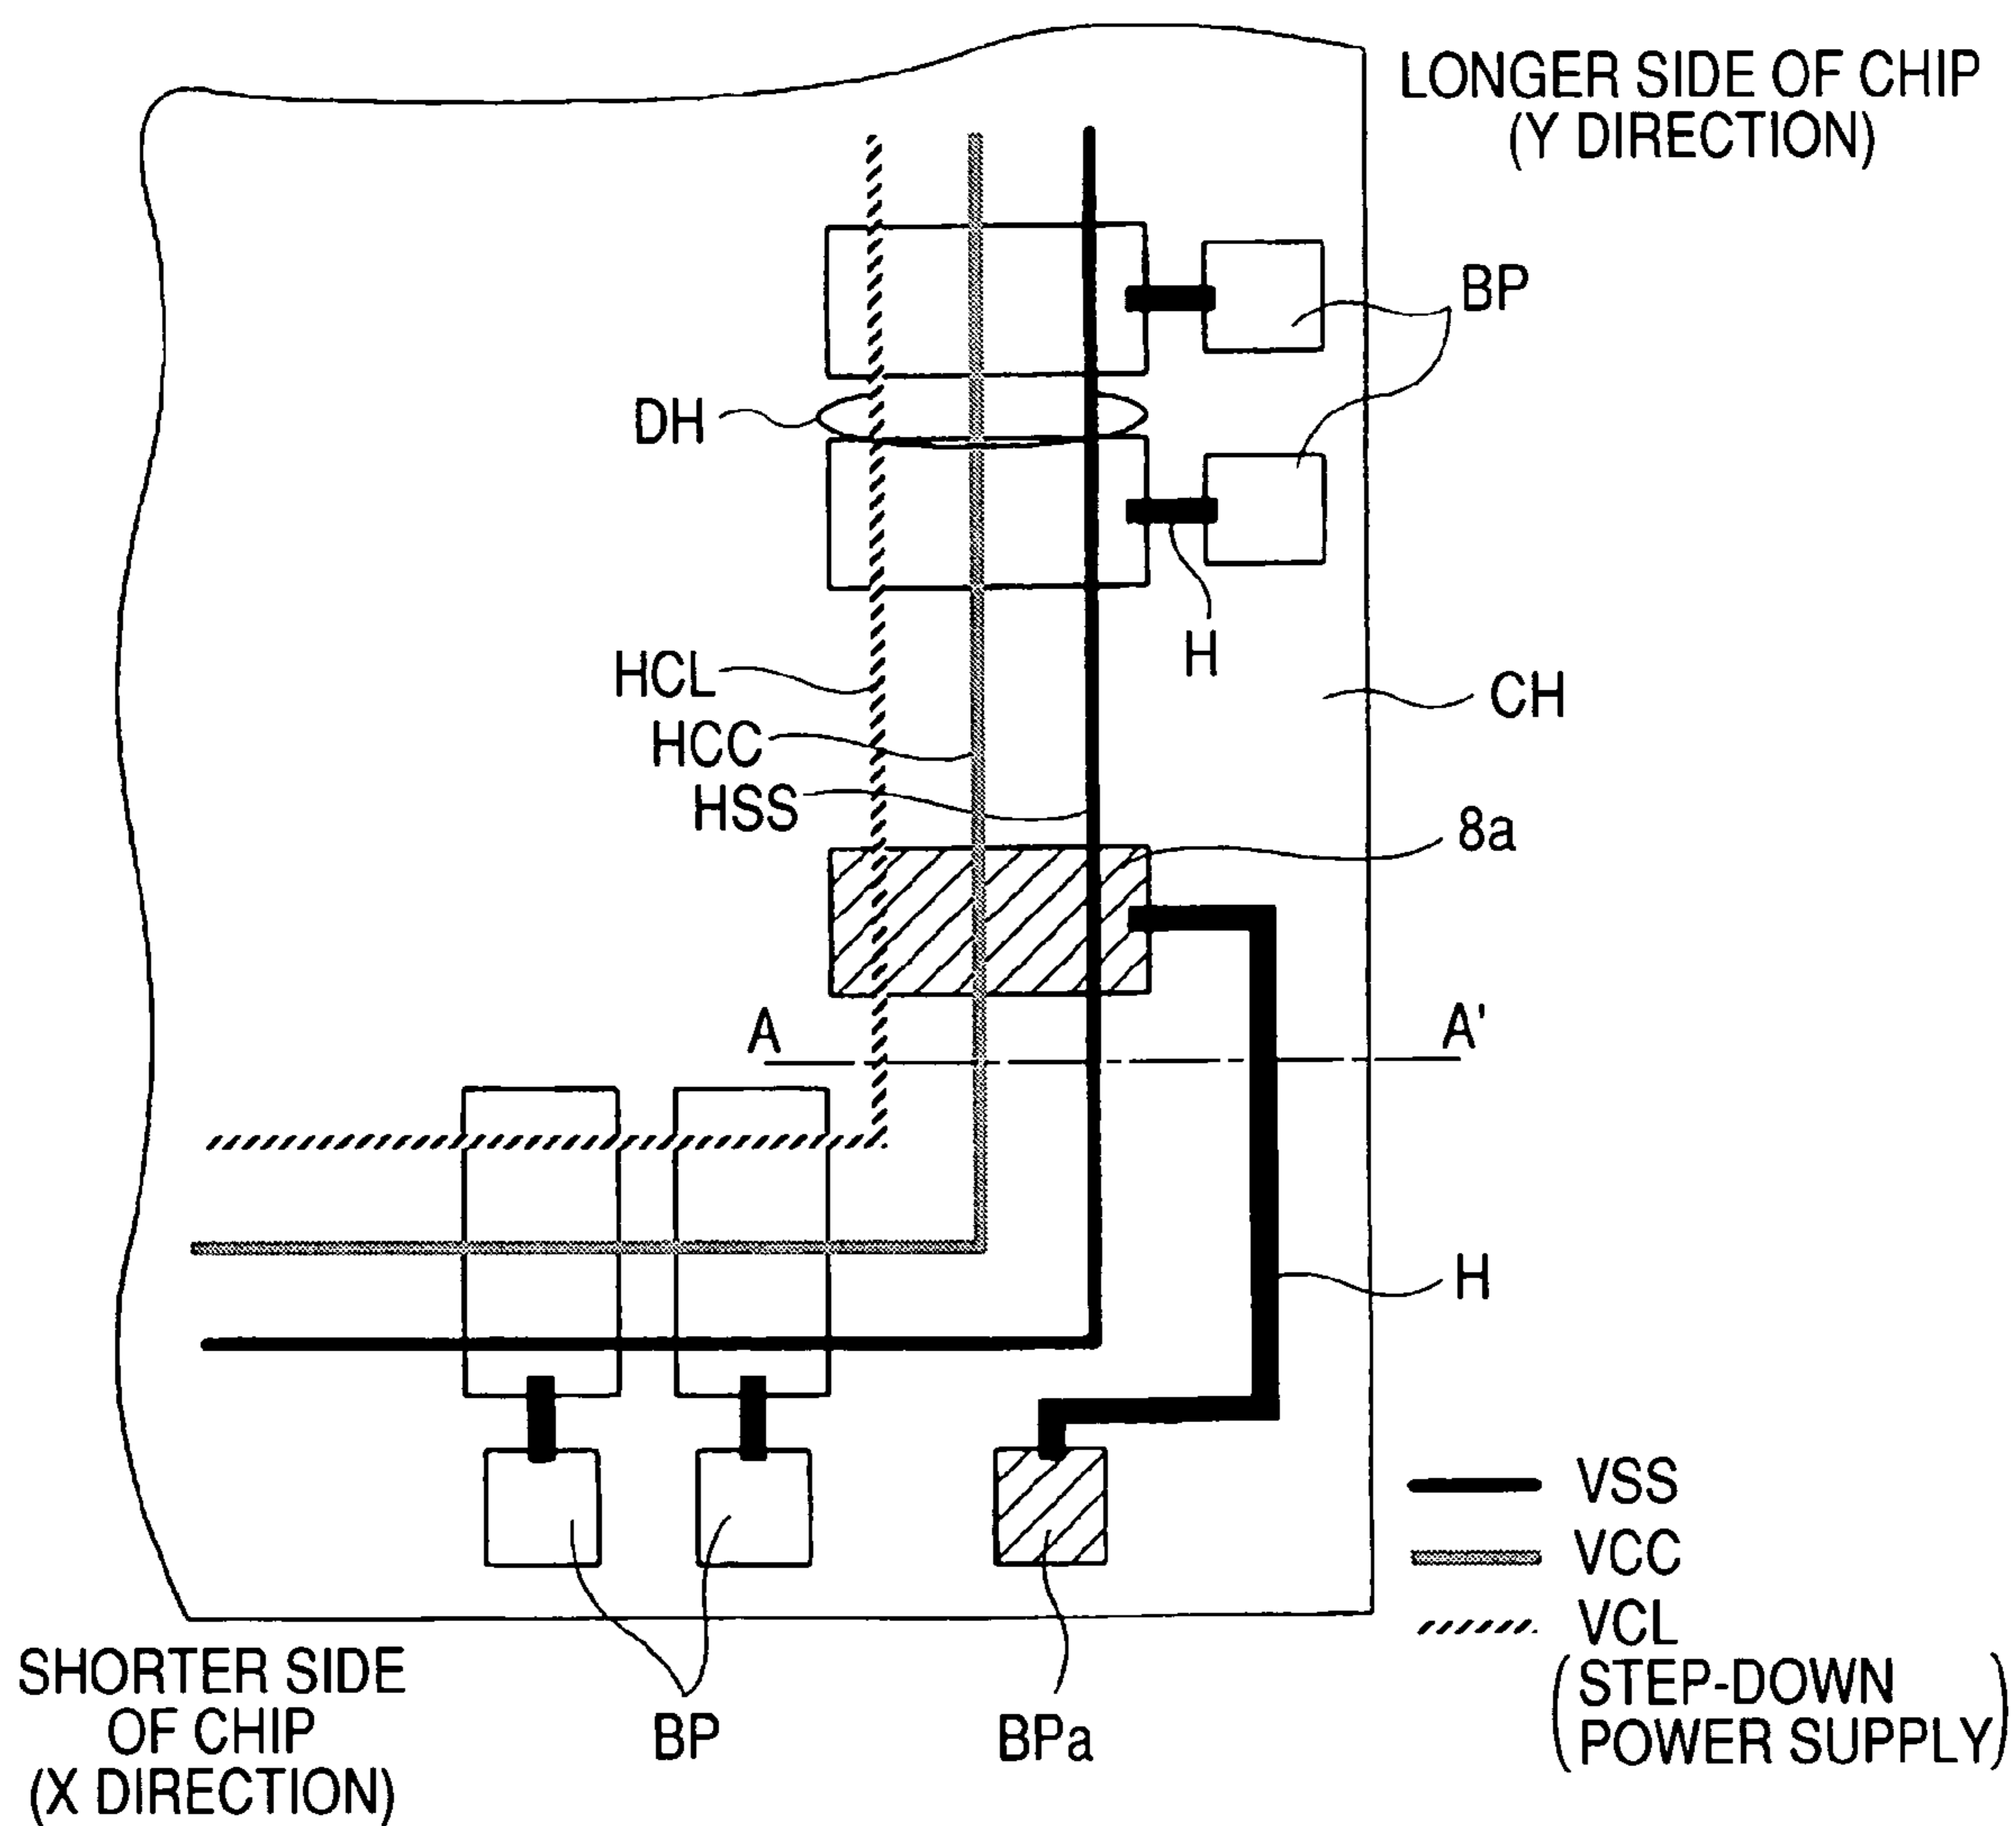 LONGER SIDE OF CHIP
(Y DIRECTION)
BP
DH
H
HCL
CH
HCC
HSS
8a
A
A'
H
VSS
VCC
VCL
(STEP-DOWN
POWER SUPPLY)
SHORTER SIDE
OF CHIP
(X DIRECTION)
BP
BPa